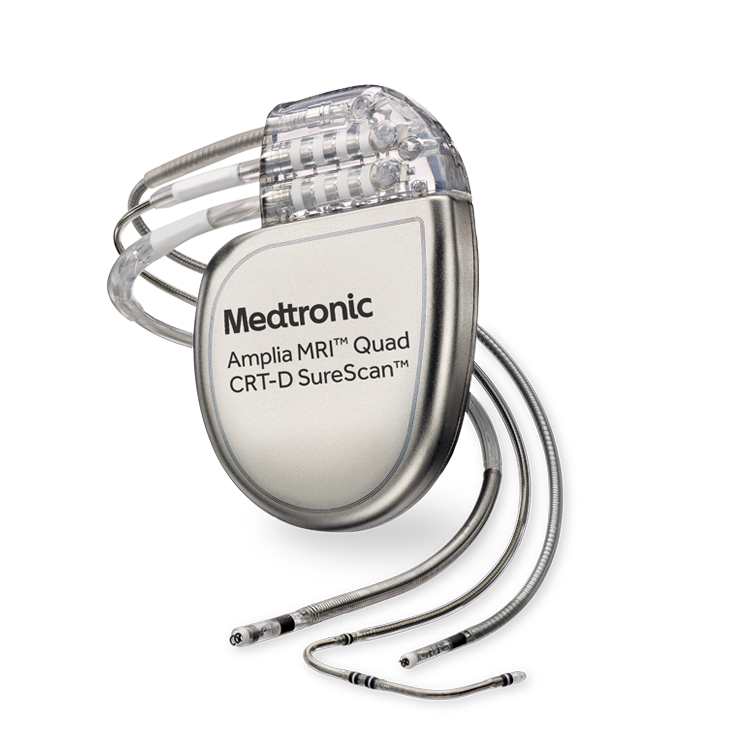 Medtronic
Amplia MRI™ Quad
CRT-D SureScan™